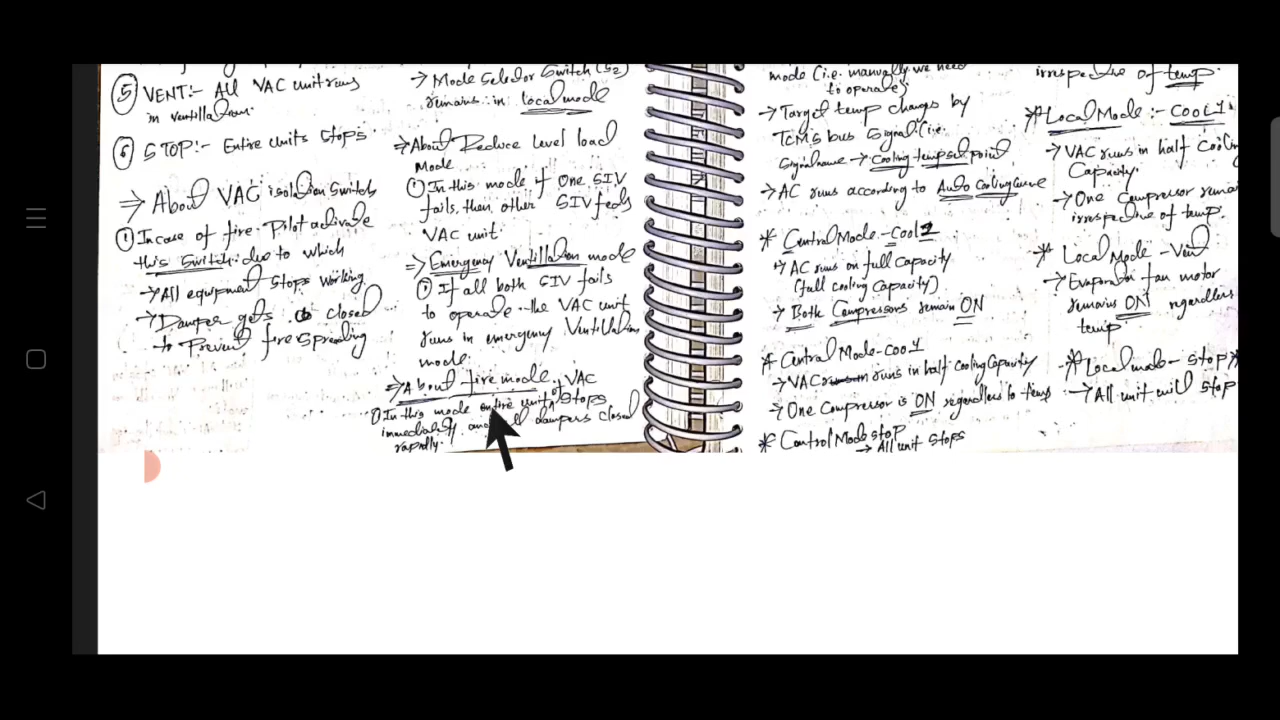 ⑤ VENT:- All VAC unit runs
in ventillation.
⑥ STOP:- Entire units stops.
⇒ About VAC isolation switch
① Incase of fire Pilot activate
this switch due to which
→ All equipment stops working
→ Damper gets closed
to Prevent fire spreading
→ Mode Selector Switch (S2)
remains in local mode
⇒ About Reduce level load
Mode
① In this mode if one SIV
fails, then other SIV feeds
VAC unit.
⇒ Emergency Ventillation mode
① If all both SIV fails
to operate the VAC unit
runs in emergency Ventillation
mode.
⇒ About fire mode
① In this mode entire unit of VAC stops
immediately and all dampers closed
rapidly.
mode (i.e. manually we need
to operate).
→ Target temp changes by
TCMS bus signal (i.e.
Signal name → Cooling temp set point
→ AC runs according to Auto cooling curve
* Central Mode - Cool 2
→ AC runs on full capacity
(full cooling capacity)
→ Both Compressors remain ON
* Central Mode - Cool 1
→ VAC runs in half cooling capacity
→ One Compressor is ON regardless to temp
* Control Mode stop
→ All unit stops
irrespective of temp.
* Local Mode :- Cool 1
→ VAC runs in half Cooling
Capacity.
→ One Compressor remain
irrespective of temp.
* Local Mode - Vent
→ Evaporator fan motor
remains ON regardless
temp.
* Local mode - Stop *
→ All unit will stop